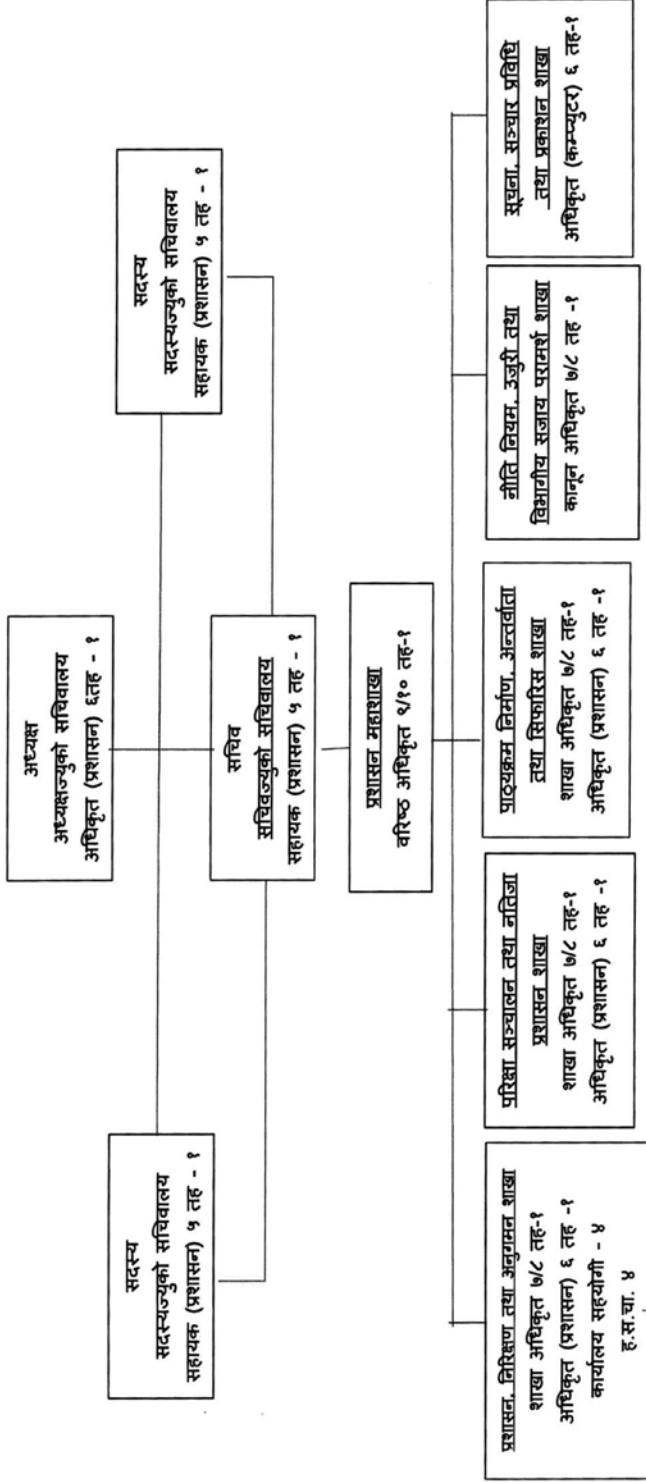 अध्यक्ष
अध्यक्षज्युको सचिवालय
अधिकृत (प्रशासन) ६तह - १
सदस्य
सदस्यज्युको सचिवालय
सहायक (प्रशासन) ५ तह - १
सदस्य
सदस्यज्युको सचिवालय
सहायक (प्रशासन) ५ तह - १
सचिव
सचिवज्युको सचिवालय
सहायक (प्रशासन) ५ तह - १
प्रशासन महाशाखा
वरिष्ठ अधिकृत ९/१० तह-१
प्रशासन, निरिक्षण तथा अनुगमन शाखा
शाखा अधिकृत ७/८ तह-१
अधिकृत (प्रशासन) ६ तह -१
कार्यालय सहयोगी - ४
ह.स.चा. ४
परिक्षा सञ्चालन तथा नतिजा
प्रशासन शाखा
शाखा अधिकृत ७/८ तह-१
अधिकृत (प्रशासन) ६ तह -१
पाठ्यक्रम निर्माण, अन्तर्वार्ता
तथा सिफारिस शाखा
शाखा अधिकृत ७/८ तह-१
अधिकृत (प्रशासन) ६ तह -१
नीति नियम, उजुरी तथा
विभागीय सजाय परामर्श शाखा
कानून अधिकृत ७/८ तह -१
सूचना, सञ्चार प्रविधि
तथा प्रकाशन शाखा
अधिकृत (कम्प्युटर) ६ तह-१